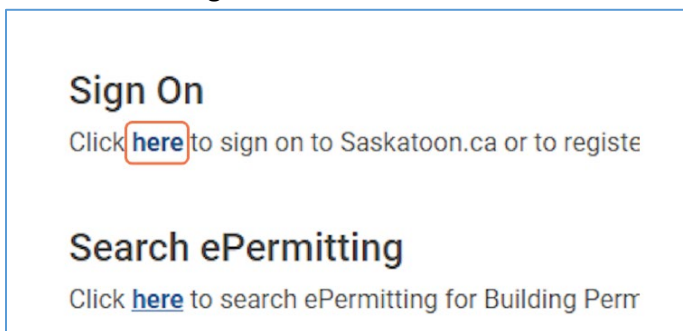 Sign On
Click here to sign on to Saskatoon.ca or to registe
Search ePermitting
Click here to search ePermitting for Building Perm